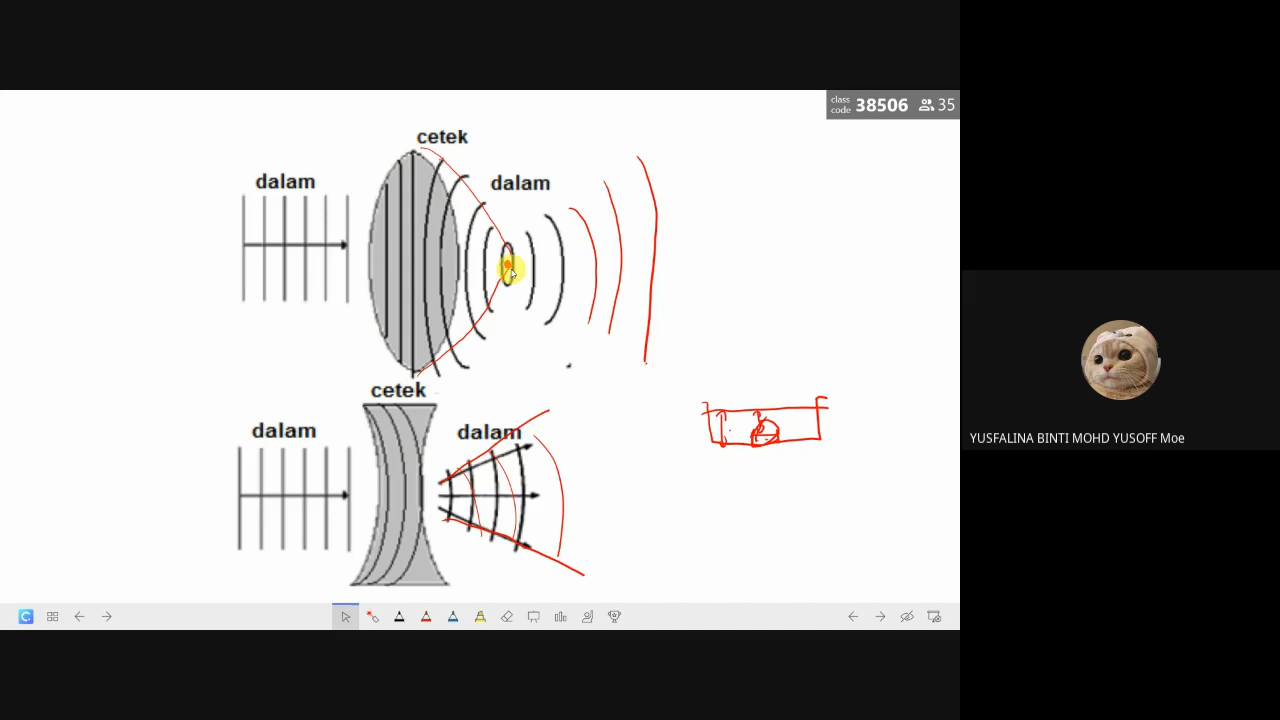 class
code 38506 35
cetek
dalam
dalam
cetek
dalam
dalam
YUSFALINA BINTI MOHD YUSOFF Moe